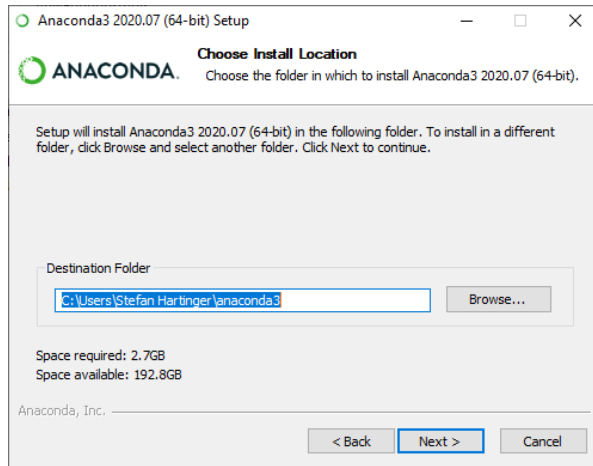 Anaconda3 2020.07 (64-bit) Setup
ANACONDA.
Choose Install Location
Choose the folder in which to install Anaconda3 2020.07 (64-bit).
Setup will install Anaconda3 2020.07 (64-bit) in the following folder. To install in a different
folder, click Browse and select another folder. Click Next to continue.
Destination Folder
C:\Users\Stefan Hartinger\anaconda3
Browse...
Space required: 2.7GB
Space available: 192.8GB
Anaconda, Inc.
< Back
Next >
Cancel